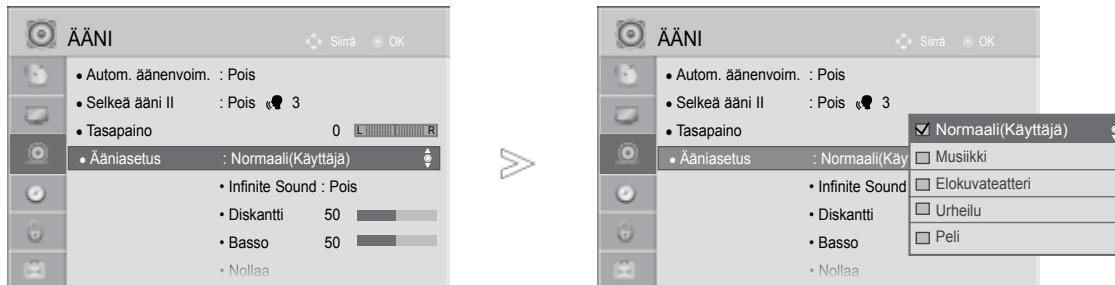 ÄÄNI
Siirrä OK
• Autom. äänenvoim. : Pois
• Selkeä ääni II : Pois 3
• Tasapaino 0 L R
• Ääniasetus : Normaali(Käyttäjä)
• Infinite Sound : Pois
• Diskantti 50
• Basso 50
• Nollaa
ÄÄNI
Siirrä OK
• Autom. äänenvoim. : Pois
• Selkeä ääni II : Pois 3
• Tasapaino
• Ääniasetus : Normaali(Käy
• Infinite Sound
• Diskantti
• Basso
• Nollaa
Normaali(Käyttäjä)
Musiikki
Elokuvateatteri
Urheilu
Peli